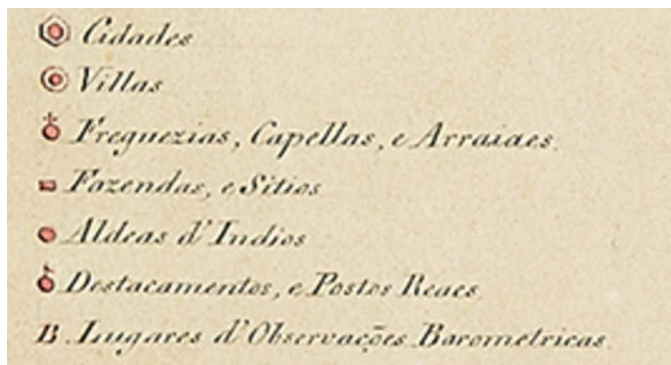 Cidades
Villas
Freguezias, Capellas, e Arraiaes.
Fazendas, e Sitios
Aldeas d'Indios
Destacamentos, e Postos Reaes.
B Lugares d'Observações Barometricas.